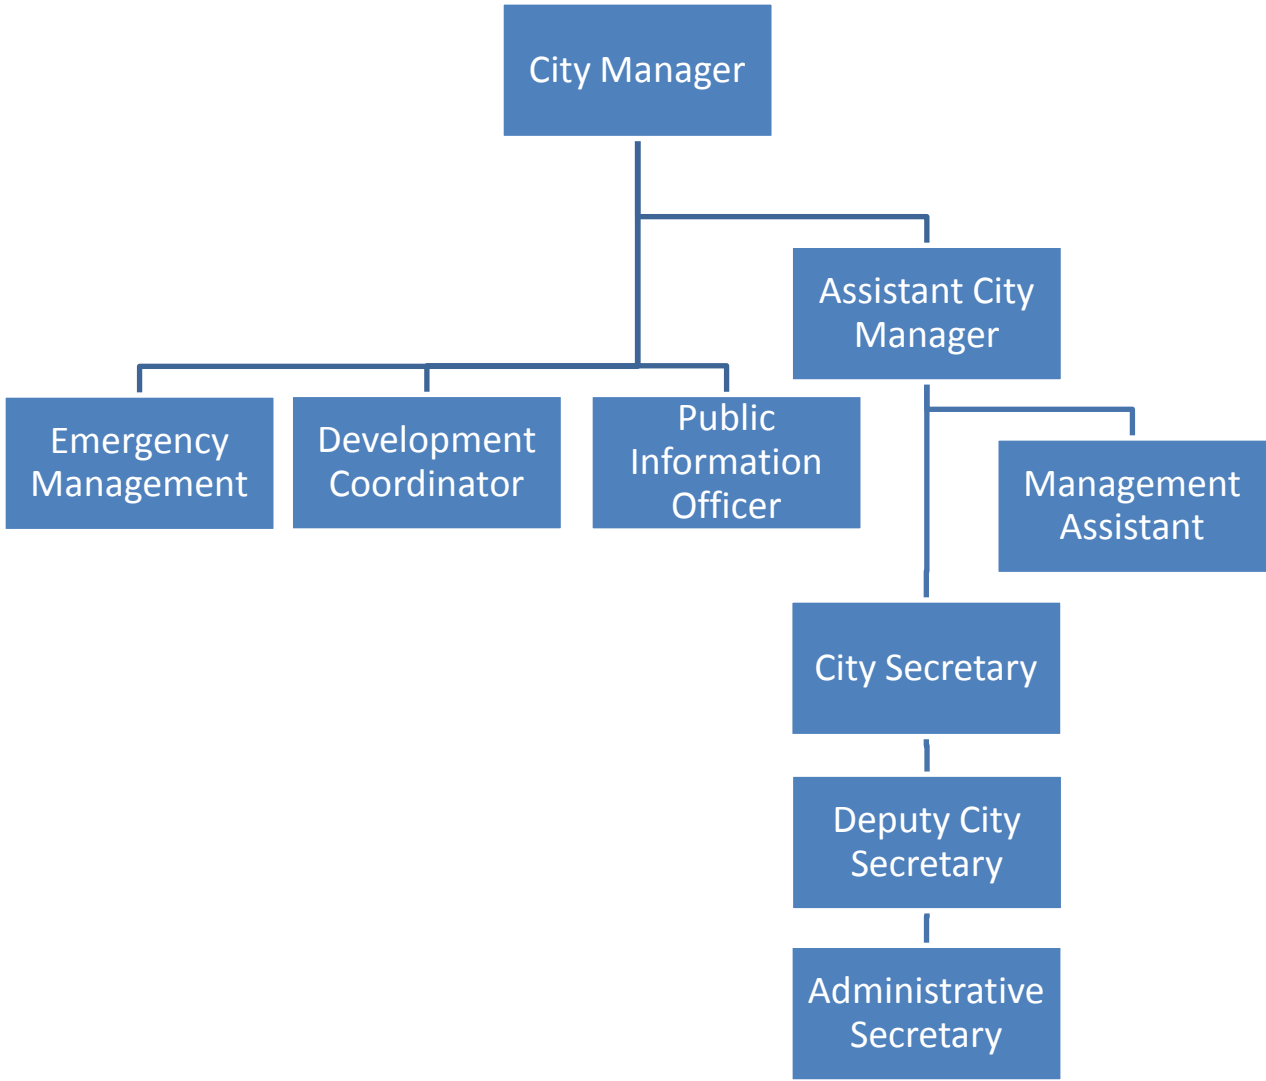 City Manager
Assistant City
Manager
Emergency
Management
Development
Coordinator
Public
Information
Officer
Management
Assistant
City Secretary
Deputy City
Secretary
Administrative
Secretary